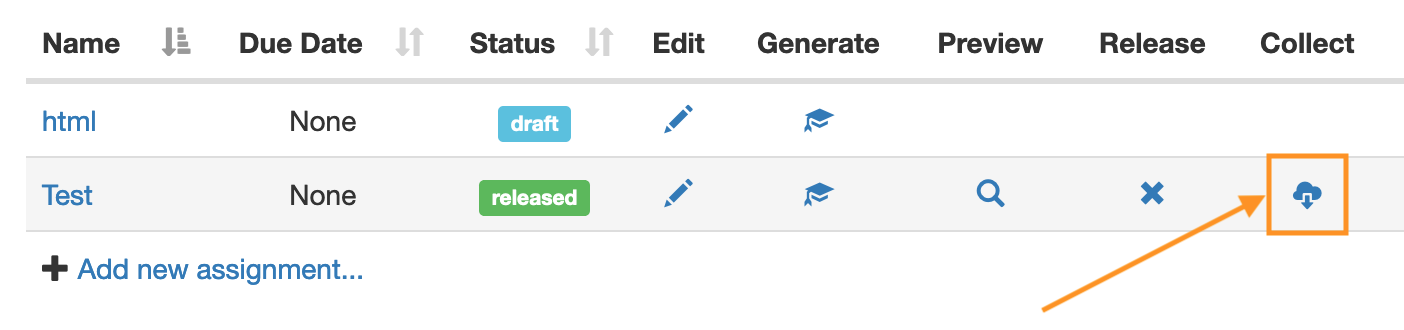 Name Due Date Status Edit Generate Preview Release Collect
html None draft
Test None released
Add new assignment...